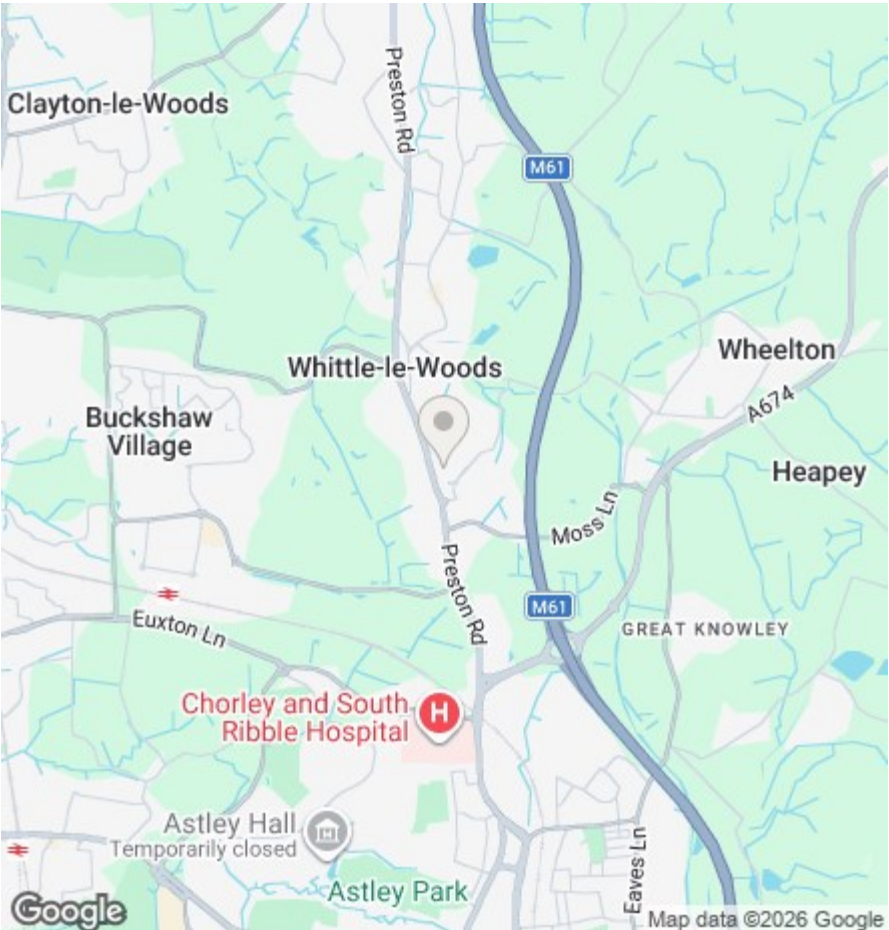 Preston Rd
Clayton-le-Woods
M61
Whittle-le-Woods
Wheelton
A674
Buckshaw
Village
Heapey
Moss Ln
Preston Rd
M61
Euxton Ln
GREAT KNOWLEY
Chorley and South
Ribble Hospital
H
Astley Hall
Temporarily closed
Eaves Ln
Astley Park
Google
Map data ©2026 Google